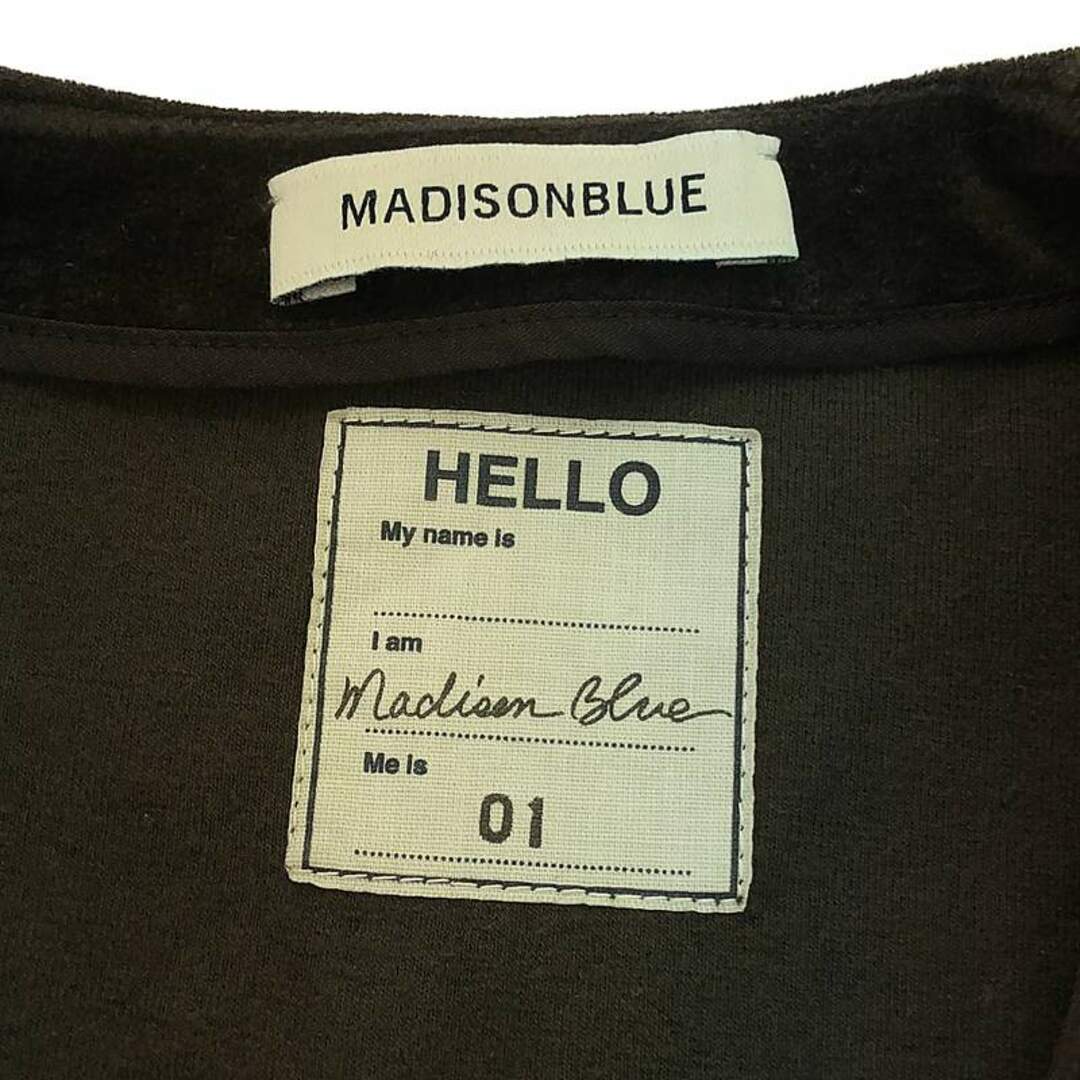 MADISONBLUE
HELLO
My name is
I am
Madison Blue
Me is
01